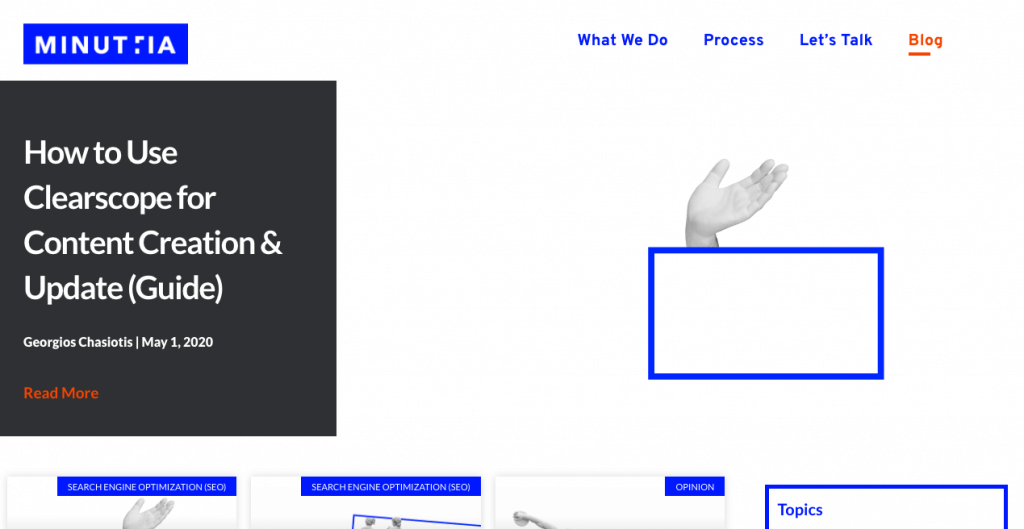 MINUTTIA
What We Do
Process
Let's Talk
Blog
How to Use
Clearscope for
Content Creation &
Update (Guide)
Georgios Chasiotis | May 1, 2020
Read More
SEARCH ENGINE OPTIMIZATION (SEO)
SEARCH ENGINE OPTIMIZATION (SEO)
OPINION
Topics